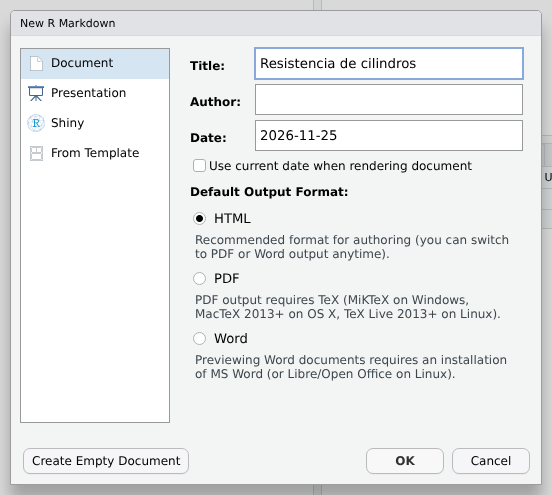 New R Markdown
Document
Presentation
Shiny
From Template
Title: Resistencia de cilindros
Author:
Date: 2026-11-25
Use current date when rendering document
Default Output Format:
HTML
Recommended format for authoring (you can switch
to PDF or Word output anytime).
PDF
PDF output requires TeX (MiKTeX on Windows,
MacTeX 2013+ on OS X, TeX Live 2013+ on Linux).
Word
Previewing Word documents requires an installation
of MS Word (or Libre/Open Office on Linux).
Create Empty Document
OK
Cancel